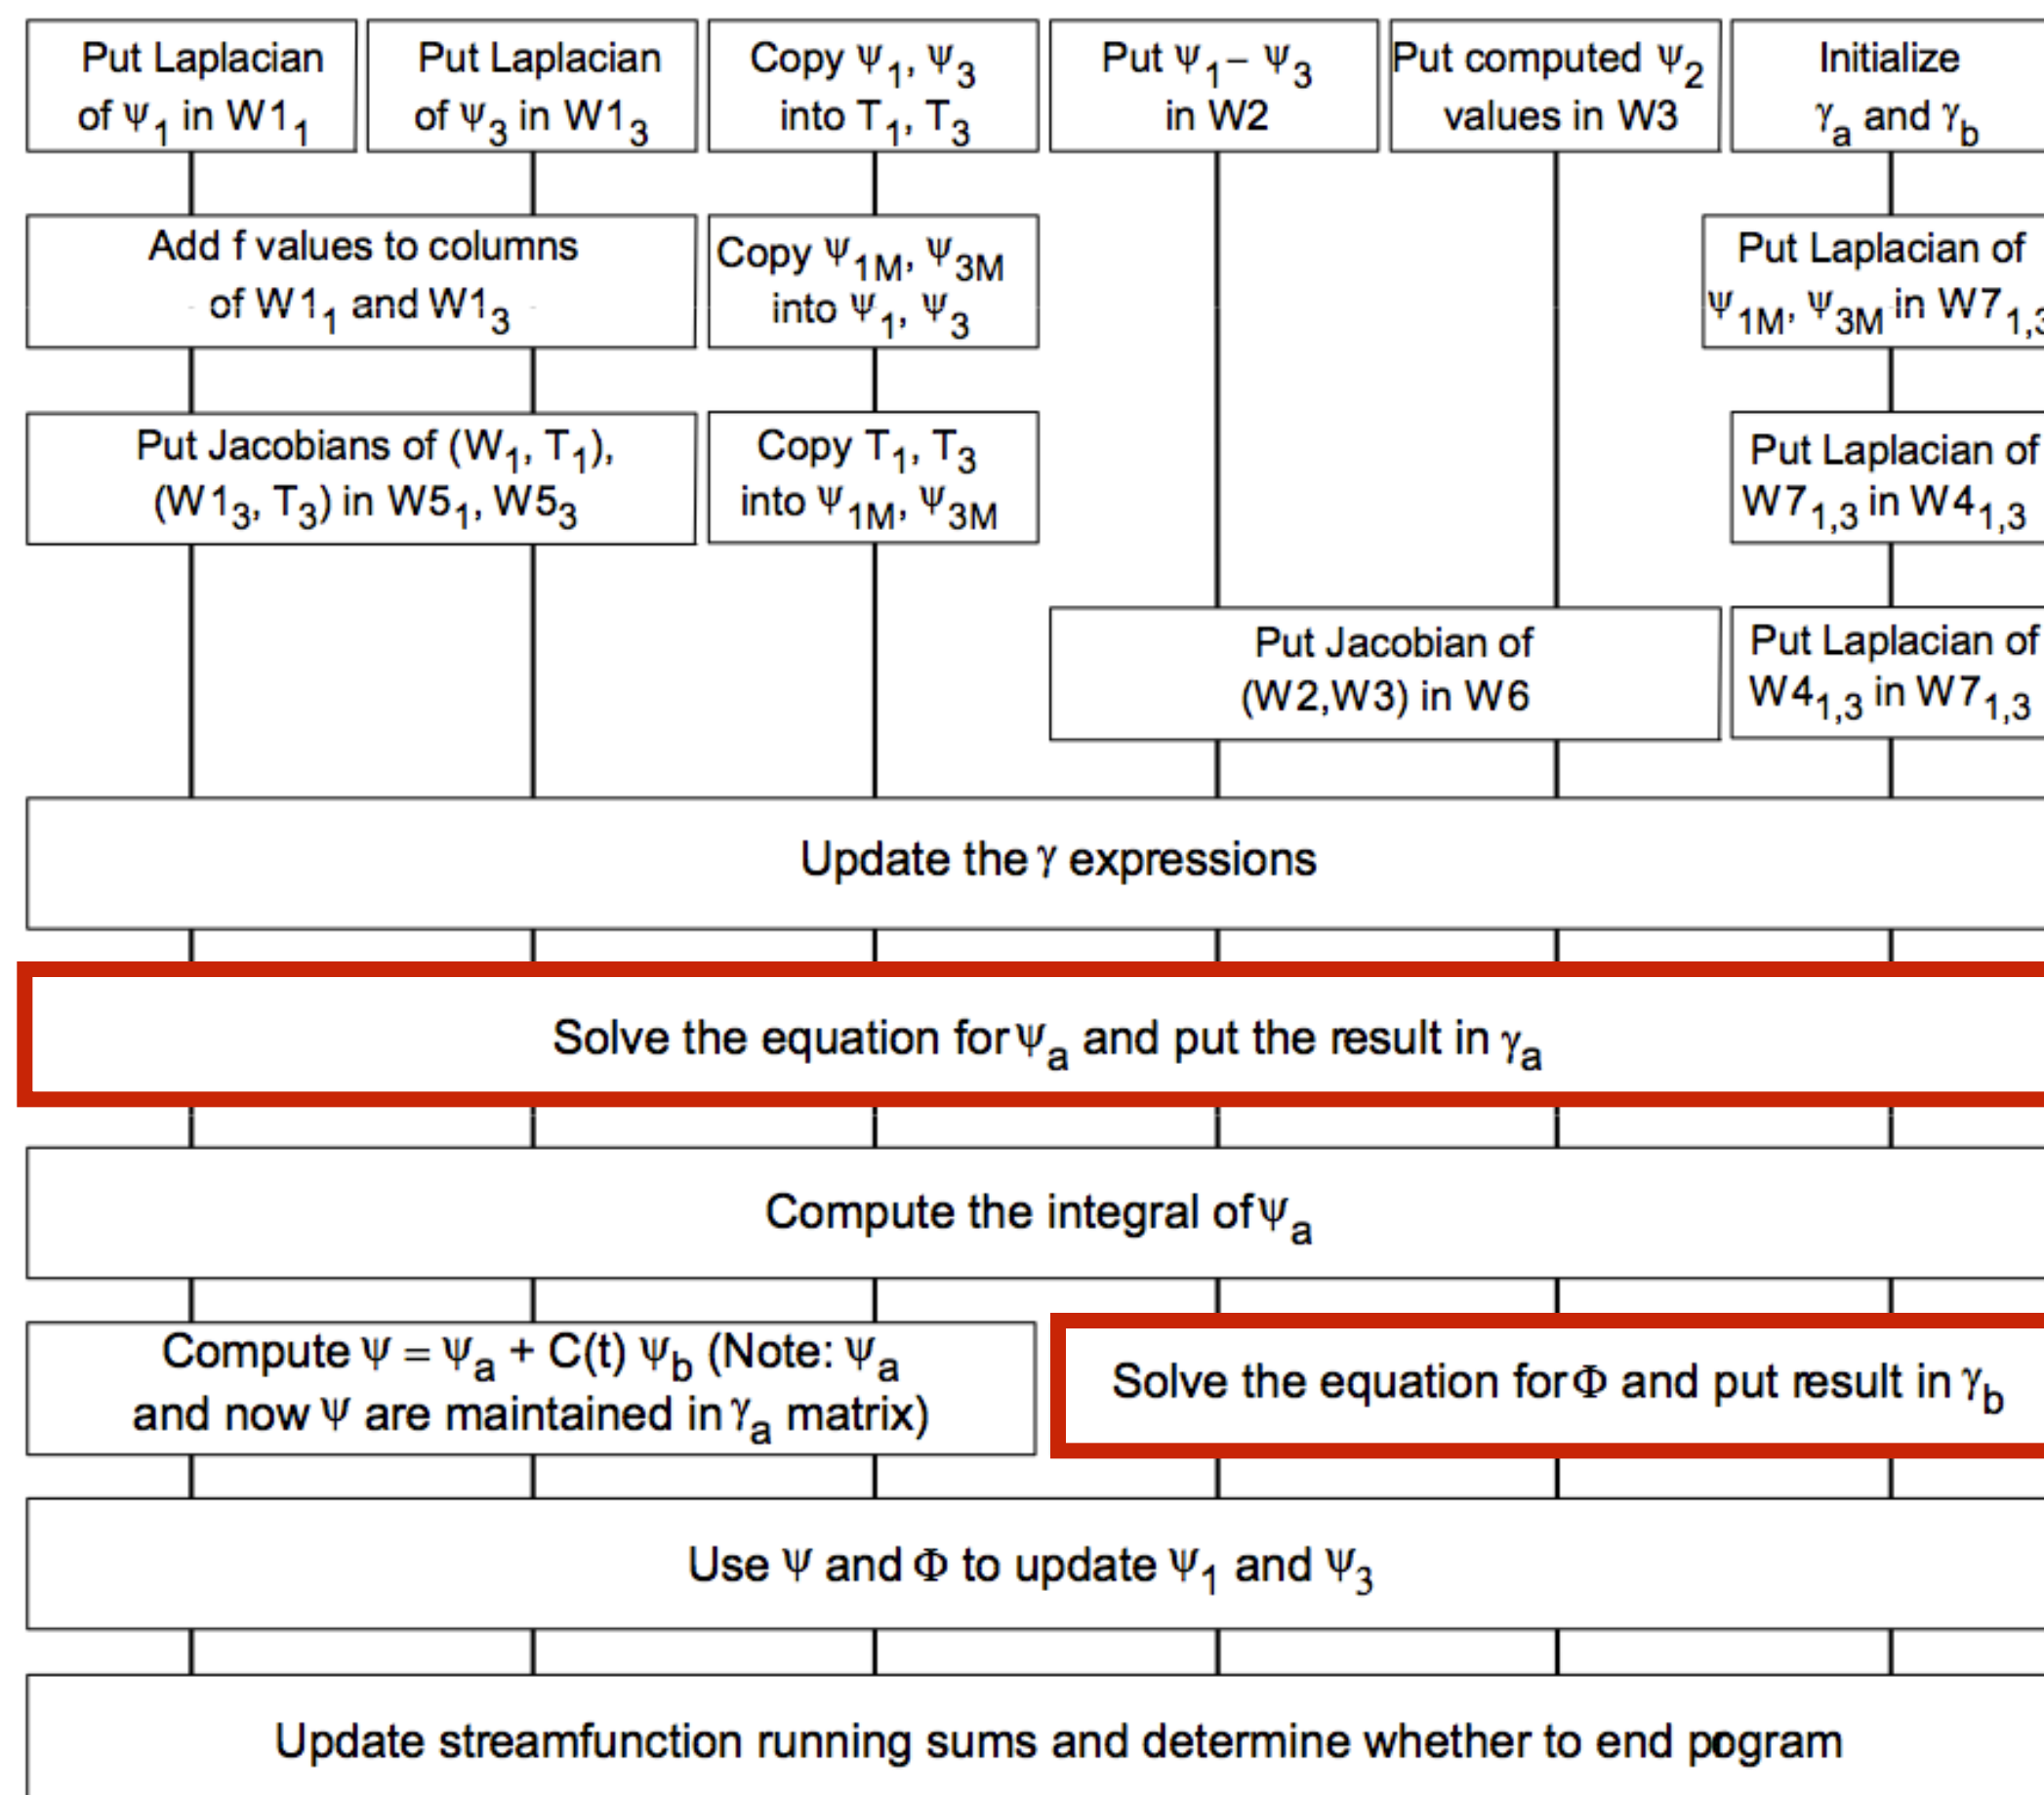 Put Laplacian
of Ψ₁ in W1₁
Put Laplacian
of Ψ₃ in W1₃
Copy Ψ₁, Ψ₃
into T₁, T₃
Put Ψ₁– Ψ₃
in W2
Put computed Ψ₂
values in W3
Initialize
γₐ and γ_b
Add f values to columns
of W1₁ and W1₃
Copy Ψ₁M, Ψ₃M
into Ψ₁, Ψ₃
Put Laplacian of
Ψ₁M, Ψ₃M in W7₁,₃
Put Jacobians of (W₁, T₁),
(W1₃, T₃) in W5₁, W5₃
Copy T₁, T₃
into Ψ₁M, Ψ₃M
Put Laplacian of
W7₁,₃ in W4₁,₃
Put Jacobian of
(W2,W3) in W6
Put Laplacian of
W4₁,₃ in W7₁,₃
Update the γ expressions
Solve the equation for Ψₐ and put the result in γₐ
Compute the integral of Ψₐ
Compute Ψ = Ψₐ + C(t) Ψ_b (Note: Ψₐ
and now Ψ are maintained in γₐ matrix)
Solve the equation for Φ and put result in γ_b
Use Ψ and Φ to update Ψ₁ and Ψ₃
Update streamfunction running sums and determine whether to end pogram